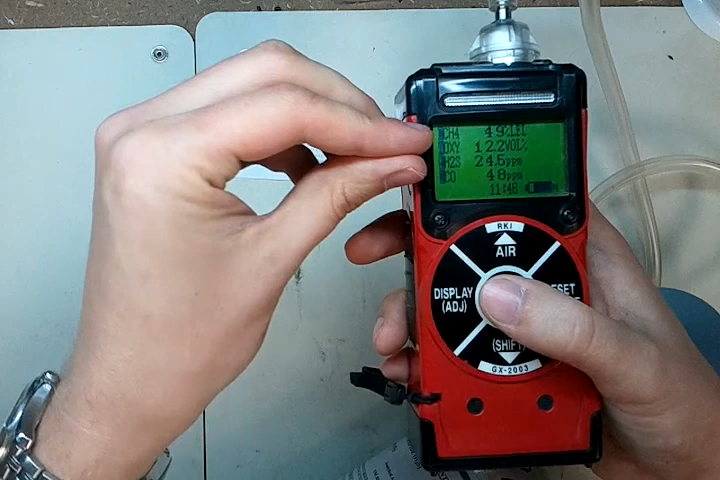 CH4 49%LEL
OXY 12.2VOL%
H2S 24.5ppm
CO 48ppm
11:48
RKI
AIR
DISPLAY
(ADJ)
(SHIFT)
GX-2003